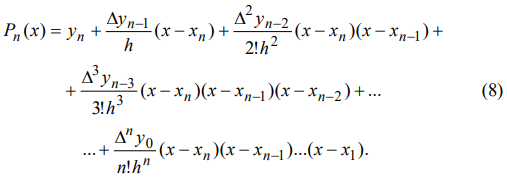 P_n(x) = y_n + \frac{\Delta y_{n-1}}{h}(x − x_n) + \frac{\Delta^2 y_{n-2}}{2!h^2}(x − x_n)(x − x_{n-1}) +
+ \frac{\Delta^3 y_{n-3}}{3!h^3}(x − x_n)(x − x_{n-1})(x − x_{n-2}) + ... (8)
... + \frac{\Delta^n y_0}{n!h^n}(x − x_n)(x − x_{n-1})...(x − x_1).